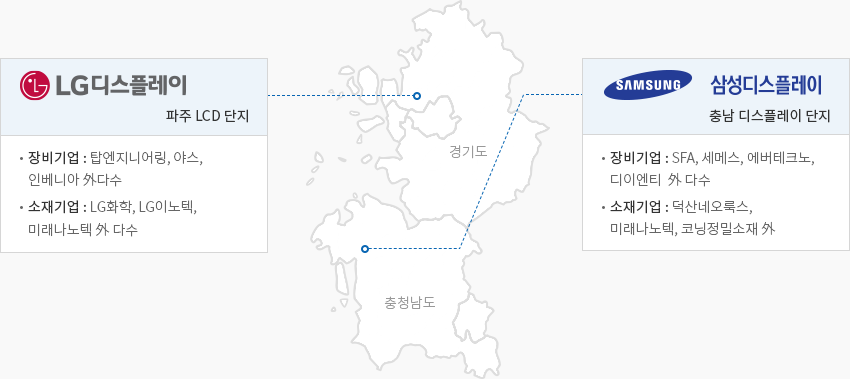 LG디스플레이
파주 LCD 단지
• 장비기업 : 탑엔지니어링, 야스,
인베니아 外다수
• 소재기업 : LG화학, LG이노텍,
미래나노텍 外 다수
경기도
충청남도
SAMSUNG 삼성디스플레이
충남 디스플레이 단지
• 장비기업 : SFA, 세메스, 에버테크노,
디이엔티 外 다수
• 소재기업 : 덕산네오룩스,
미래나노텍, 코닝정밀소재 外